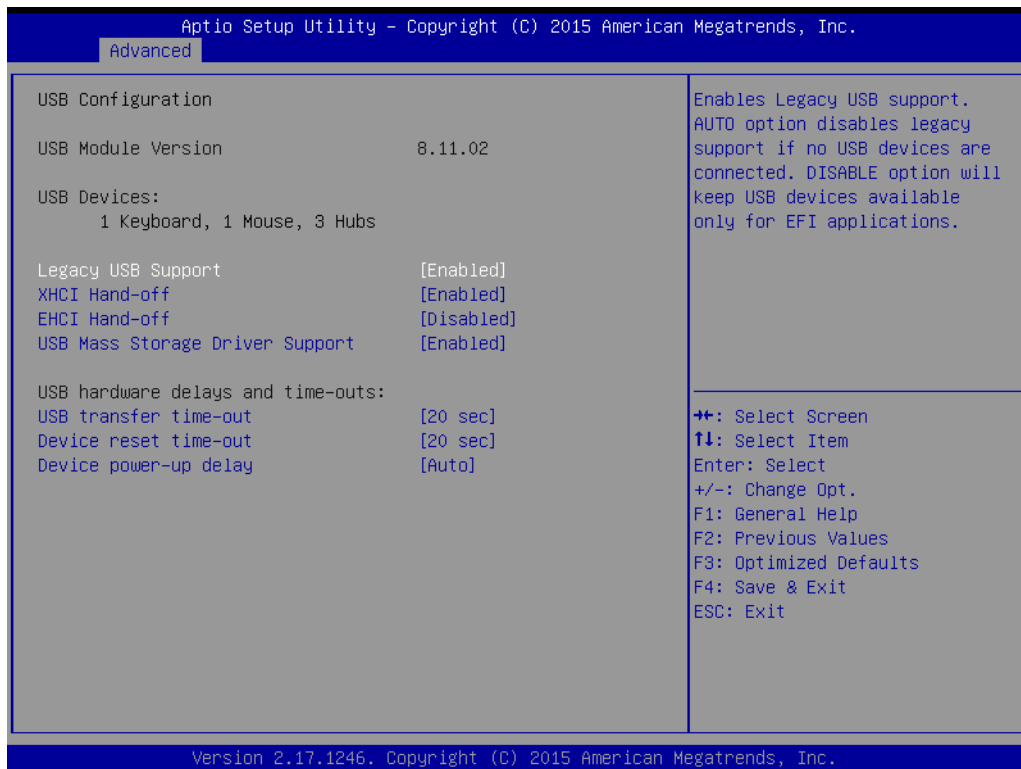 Aptio Setup Utility – Copyright (C) 2015 American Megatrends, Inc.
Advanced
USB Configuration
USB Module Version 8.11.02
USB Devices:
1 Keyboard, 1 Mouse, 3 Hubs
Legacy USB Support [Enabled]
XHCI Hand-off [Enabled]
EHCI Hand-off [Disabled]
USB Mass Storage Driver Support [Enabled]
USB hardware delays and time-outs:
USB transfer time-out [20 sec]
Device reset time-out [20 sec]
Device power-up delay [Auto]
Enables Legacy USB support.
AUTO option disables legacy
support if no USB devices are
connected. DISABLE option will
keep USB devices available
only for EFI applications.
→←: Select Screen
↑↓: Select Item
Enter: Select
+/-: Change Opt.
F1: General Help
F2: Previous Values
F3: Optimized Defaults
F4: Save & Exit
ESC: Exit
Version 2.17.1246. Copyright (C) 2015 American Megatrends, Inc.